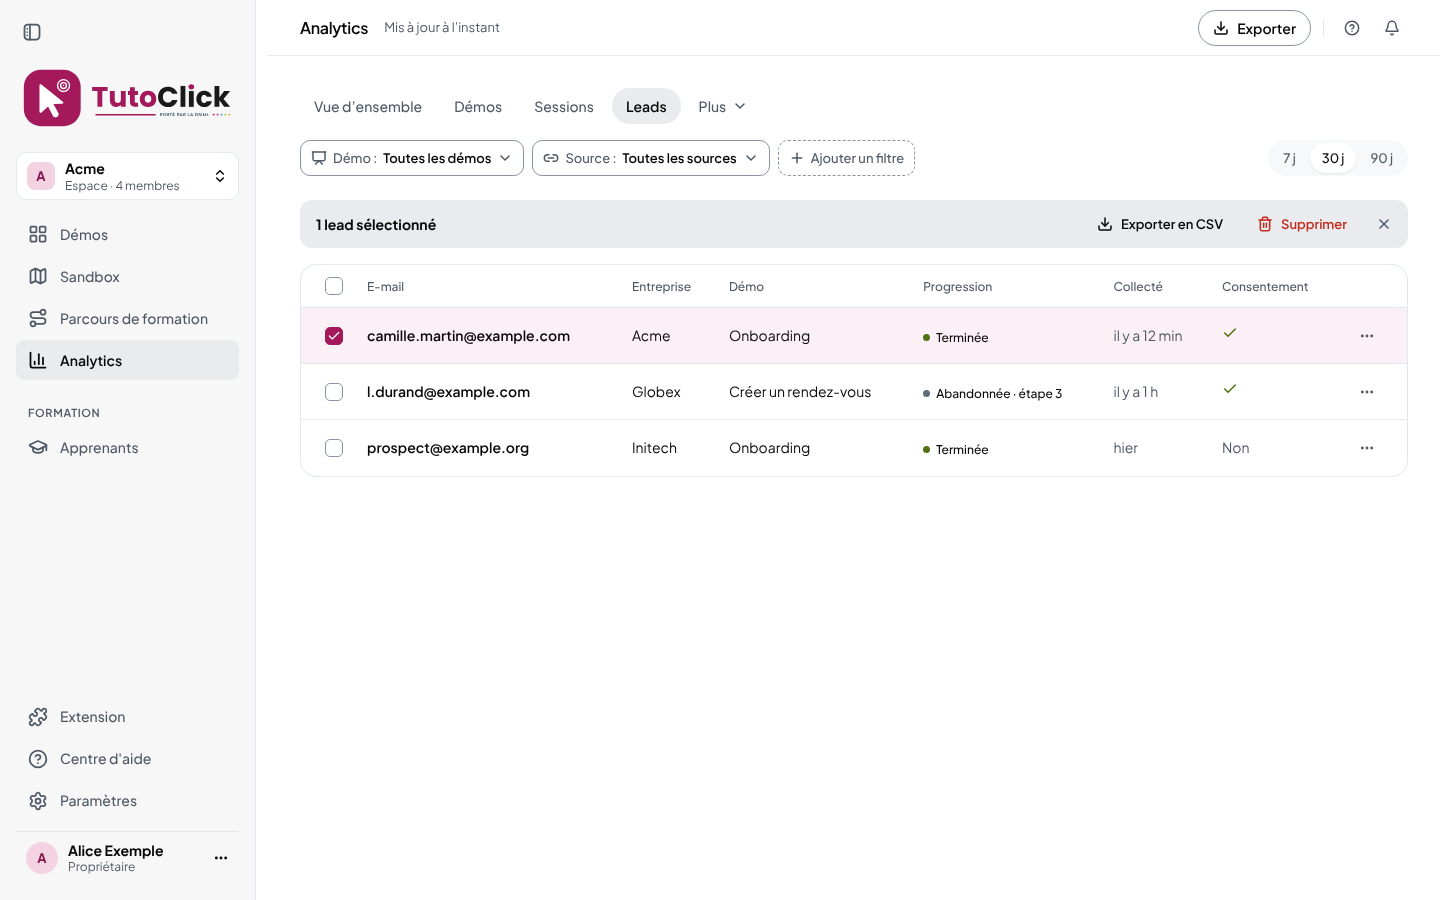 Analytics
Mis à jour à l’instant
Exporter
TutoClick
PORTÉ PAR LA DSIML
A
Acme
Espace · 4 membres
Démos
Sandbox
Parcours de formation
Analytics
FORMATION
Apprenants
Extension
Centre d'aide
Paramètres
A
Alice Exemple
Propriétaire
Vue d’ensemble
Démos
Sessions
Leads
Plus
Démo : Toutes les démos
Source : Toutes les sources
Ajouter un filtre
7 j
30 j
90 j
1 lead sélectionné
Exporter en CSV
Supprimer
E-mail Entreprise Démo Progression Collecté Consentement
camille.martin@example.com Acme Onboarding Terminée il y a 12 min
l.durand@example.com Globex Créer un rendez-vous Abandonnée · étape 3 il y a 1 h
prospect@example.org Initech Onboarding Terminée hier Non